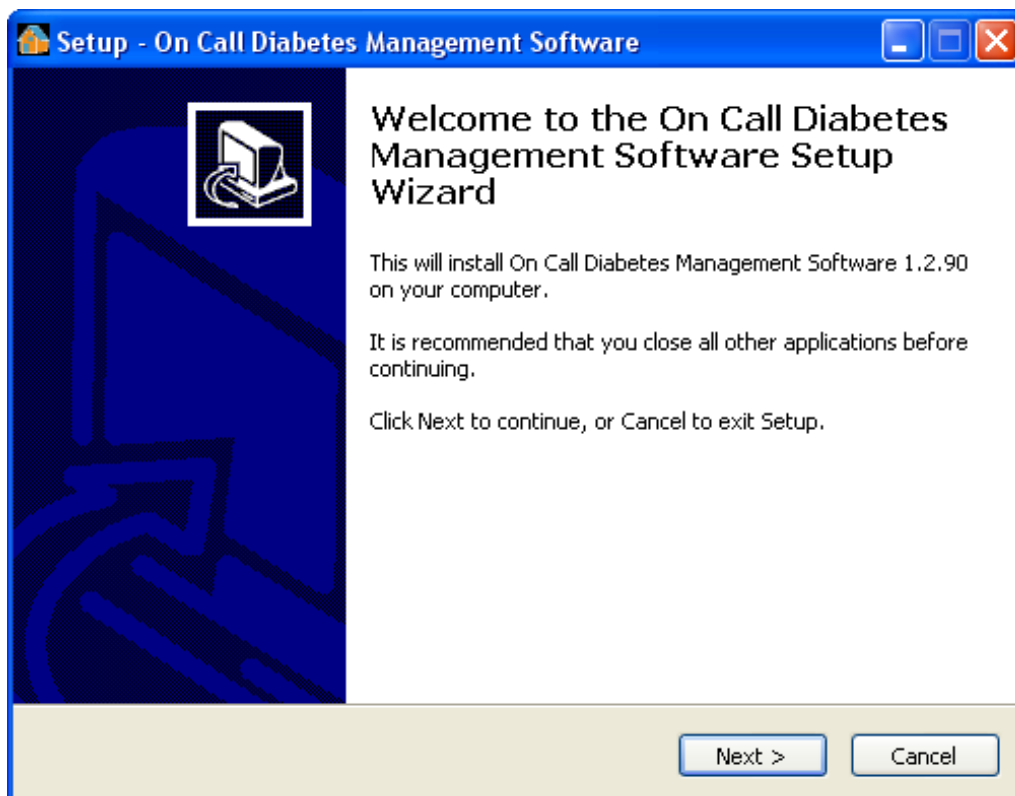 Setup - On Call Diabetes Management Software
Welcome to the On Call Diabetes
Management Software Setup
Wizard
This will install On Call Diabetes Management Software 1.2.90
on your computer.
It is recommended that you close all other applications before
continuing.
Click Next to continue, or Cancel to exit Setup.
Next >
Cancel